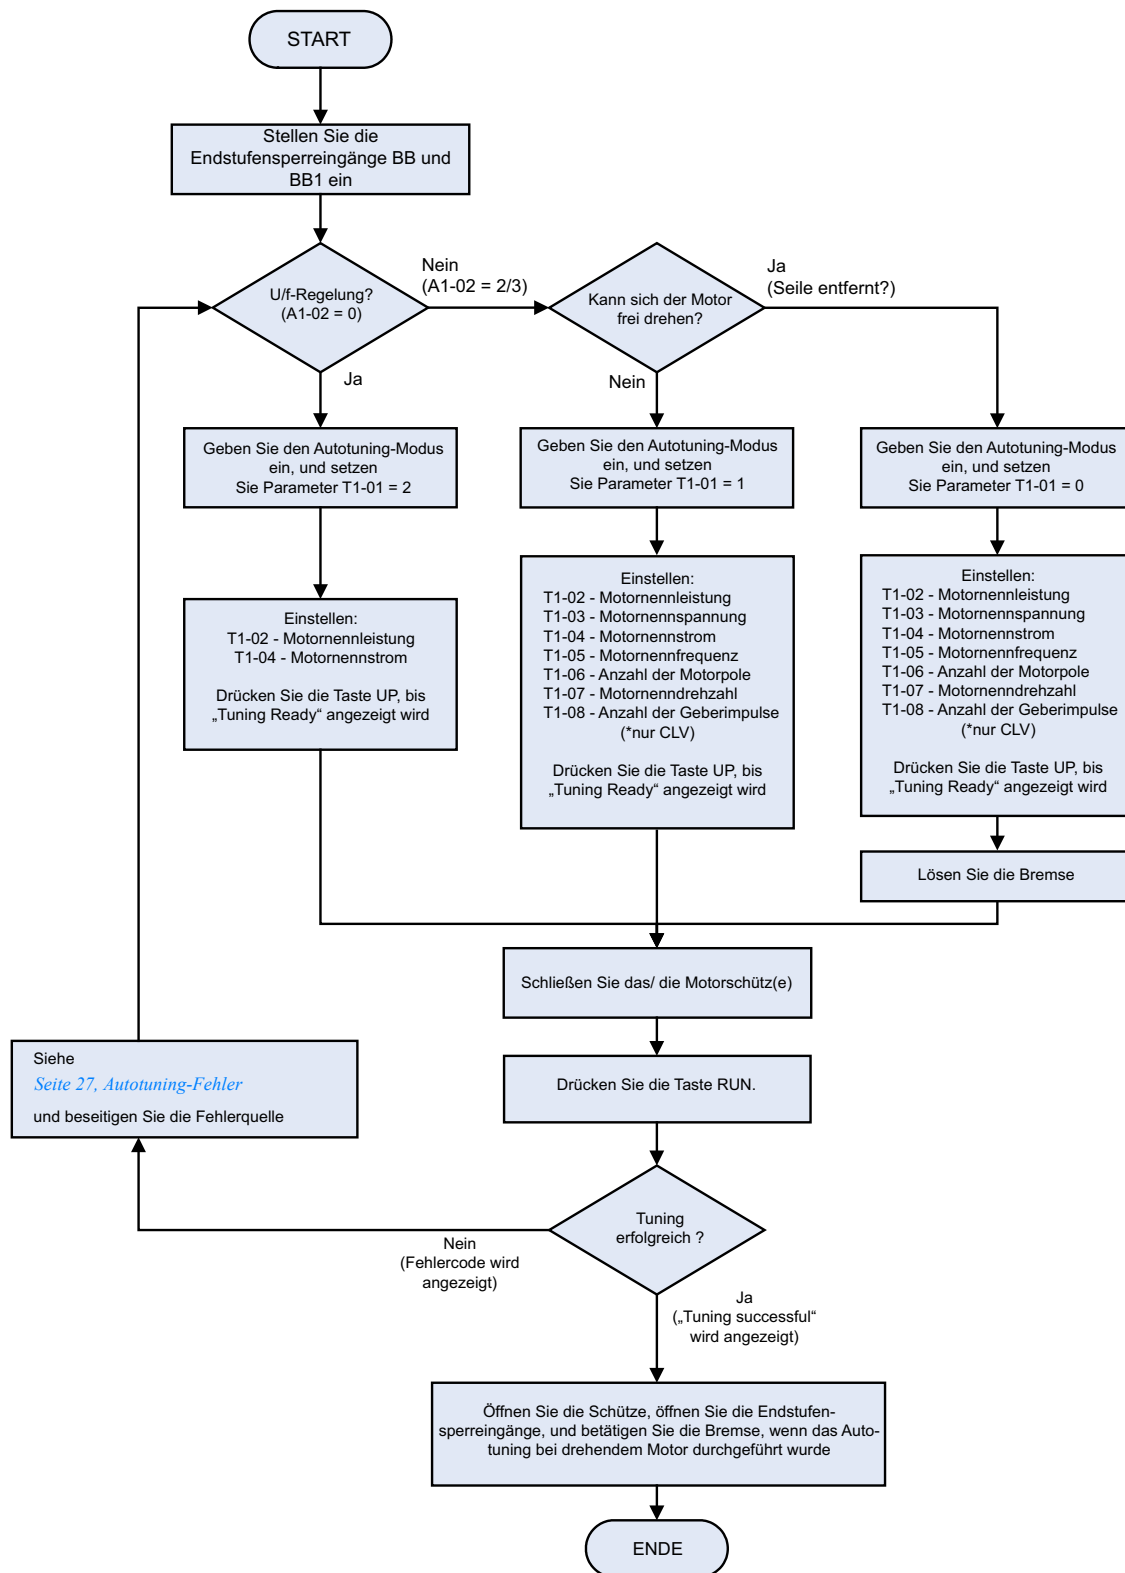 START
Stellen Sie die
Endstufensperreingänge BB und
BB1 ein
U/f-Regelung?
(A1-02 = 0)
Nein
(A1-02 = 2/3)
Kann sich der Motor
frei drehen?
Ja
(Seile entfernt?)
Ja
Nein
Geben Sie den Autotuning-Modus
ein, und setzen
Sie Parameter T1-01 = 2
Geben Sie den Autotuning-Modus
ein, und setzen
Sie Parameter T1-01 = 1
Geben Sie den Autotuning-Modus
ein, und setzen
Sie Parameter T1-01 = 0
Einstellen:
T1-02 - Motornennleistung
T1-04 - Motornennstrom
Drücken Sie die Taste UP, bis
„Tuning Ready“ angezeigt wird
Einstellen:
T1-02 - Motornennleistung
T1-03 - Motornennspannung
T1-04 - Motornennstrom
T1-05 - Motornennfrequenz
T1-06 - Anzahl der Motorpole
T1-07 - Motornenndrehzahl
T1-08 - Anzahl der Geberimpulse
(*nur CLV)
Drücken Sie die Taste UP, bis
„Tuning Ready“ angezeigt wird
Einstellen:
T1-02 - Motornennleistung
T1-03 - Motornennspannung
T1-04 - Motornennstrom
T1-05 - Motornennfrequenz
T1-06 - Anzahl der Motorpole
T1-07 - Motornenndrehzahl
T1-08 - Anzahl der Geberimpulse
(*nur CLV)
Drücken Sie die Taste UP, bis
„Tuning Ready“ angezeigt wird
Lösen Sie die Bremse
Schließen Sie das/ die Motorschütz(e)
Siehe
Seite 27, Autotuning-Fehler
und beseitigen Sie die Fehlerquelle
Drücken Sie die Taste RUN.
Tuning
erfolgreich ?
Nein
(Fehlercode wird
angezeigt)
Ja
(„Tuning successful“
wird angezeigt)
Öffnen Sie die Schütze, öffnen Sie die Endstufen-
sperreingänge, und betätigen Sie die Bremse, wenn das Auto-
tuning bei drehendem Motor durchgeführt wurde
ENDE